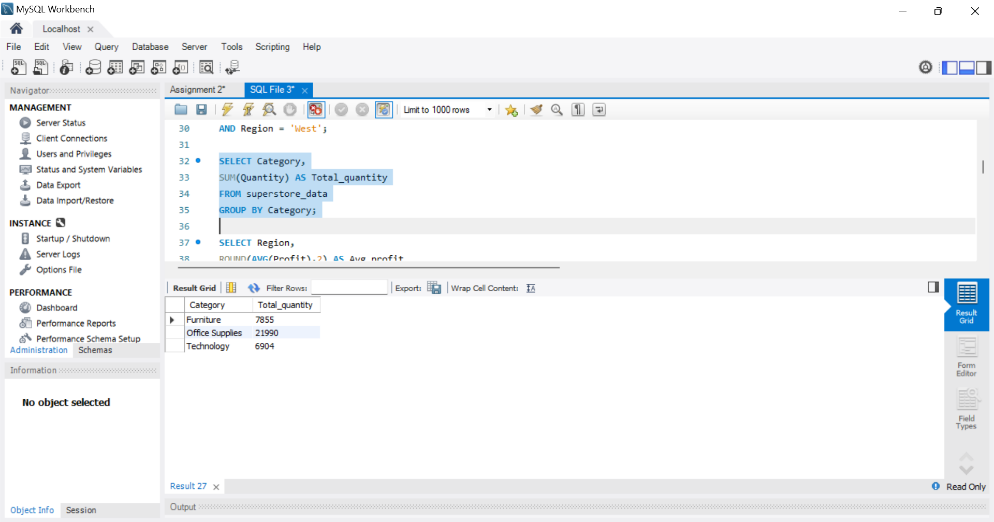 MySQL Workbench
Localhost
File Edit View Query Database Server Tools Scripting Help
Navigator
MANAGEMENT
Server Status
Client Connections
Users and Privileges
Status and System Variables
Data Export
Data Import/Restore
INSTANCE
Startup / Shutdown
Server Logs
Options File
PERFORMANCE
Dashboard
Performance Reports
Performance Schema Setup
Administration Schemas
Information
No object selected
Object Info Session
Assignment 2* SQL File 3*
Limit to 1000 rows
30 AND Region = 'West';
31
32 SELECT Category,
33 SUM(Quantity) AS Total_quantity
34 FROM superstore_data
35 GROUP BY Category;
36
37 SELECT Region,
38 ROUND(AVG(Profit),2) AS Avg_profit
Result Grid Filter Rows: Export: Wrap Cell Content:
Category Total_quantity
Furniture 7855
Office Supplies 21990
Technology 6904
Result
Grid
Form
Editor
Field
Types
Result 27
Read Only
Output